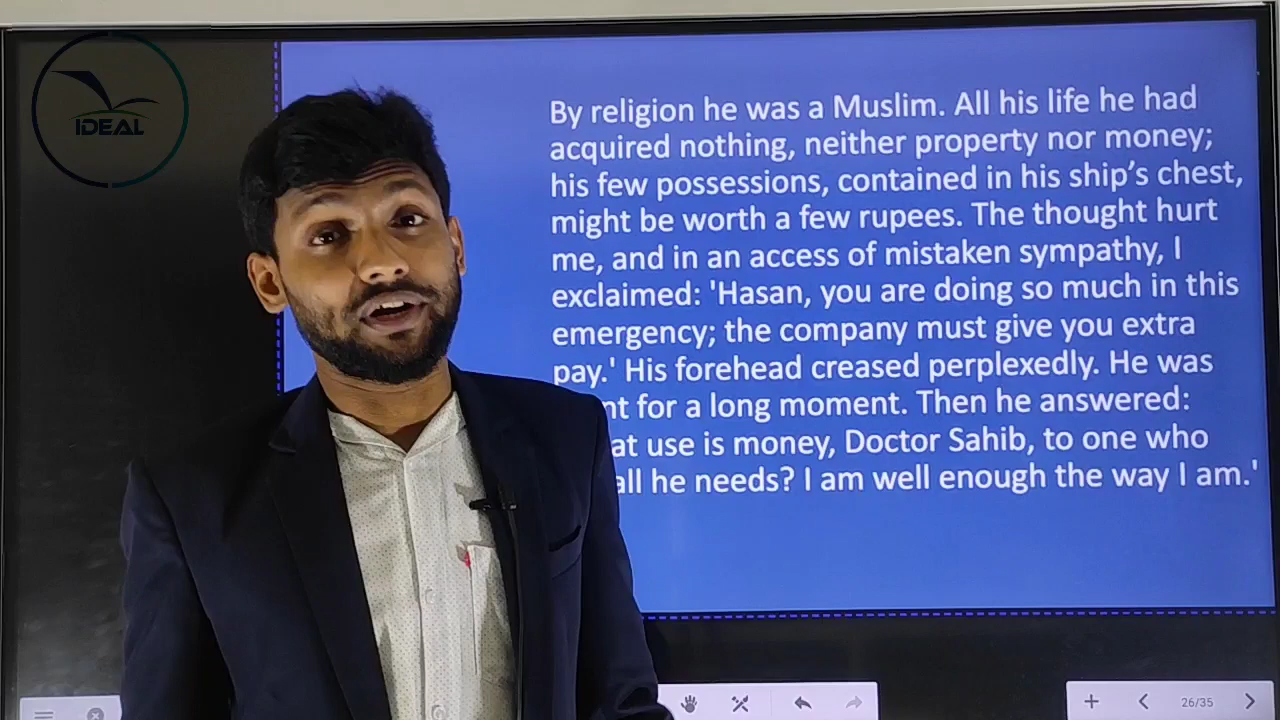 IDEAL
By religion he was a Muslim. All his life he had
acquired nothing, neither property nor money;
his few possessions, contained in his ship’s chest,
might be worth a few rupees. The thought hurt
me, and in an access of mistaken sympathy, I
exclaimed: 'Hasan, you are doing so much in this
emergency; the company must give you extra
pay.' His forehead creased perplexedly. He was
for a long moment. Then he answered:
use is money, Doctor Sahib, to one who
all he needs? I am well enough the way I am.'
26/35